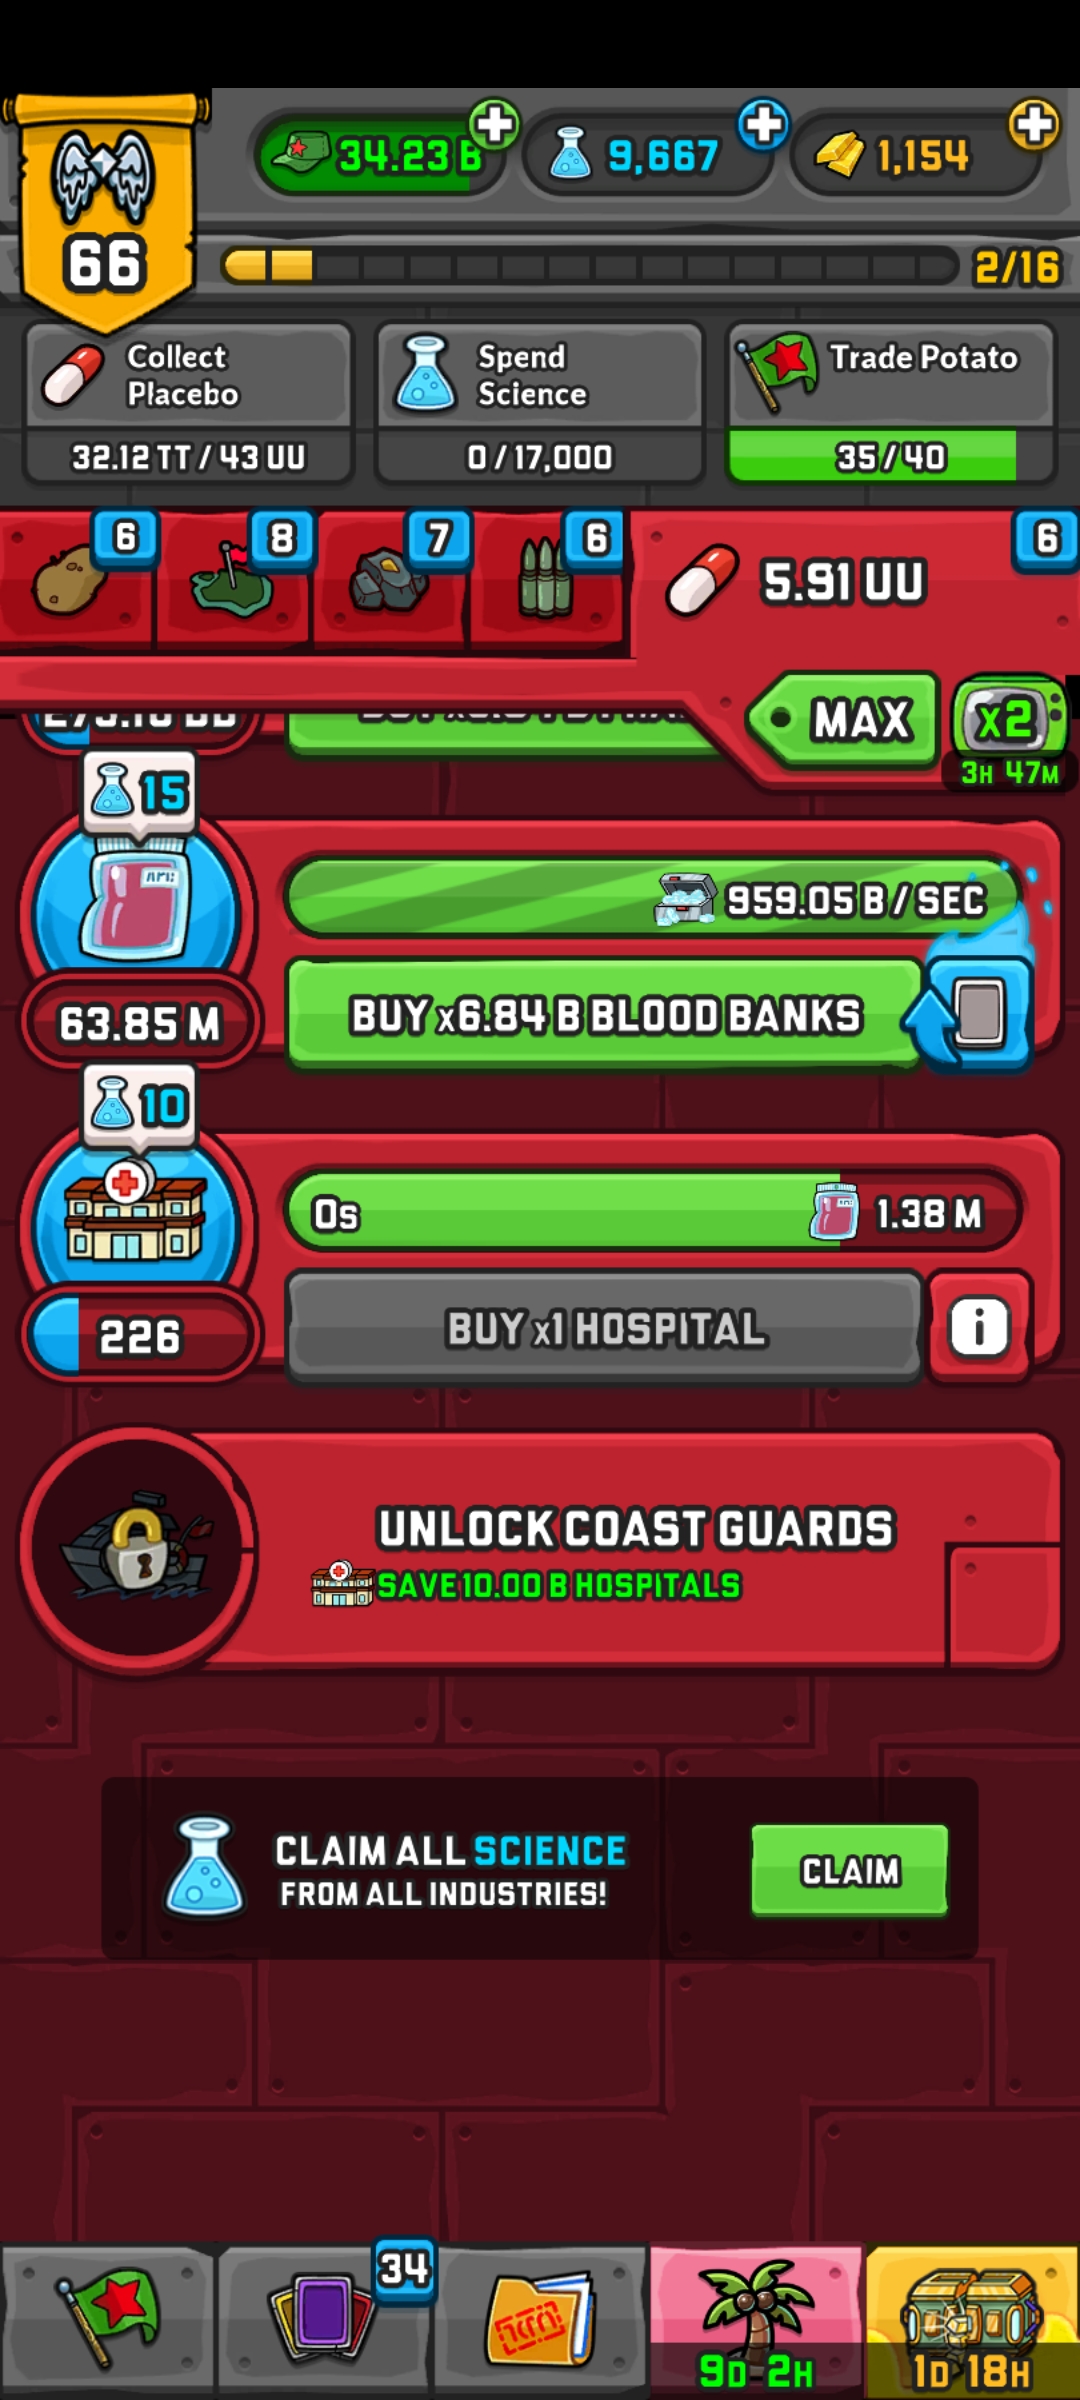 34.23 B
9,667
1,154
66
2/16
Collect
Placebo
32.12 TT / 43 UU
Spend
Science
0 / 17,000
Trade Potato
35 / 40
6
8
7
6
6
5.91 UU
MAX
x2
3H 47M
15
959.05 B / SEC
63.85 M
BUY x6.84 B BLOOD BANKS
10
0s
1.38 M
226
BUY x1 HOSPITAL
i
UNLOCK COAST GUARDS
SAVE 10.00 B HOSPITALS
CLAIM ALL SCIENCE
FROM ALL INDUSTRIES!
CLAIM
34
9D 2H
1D 18H